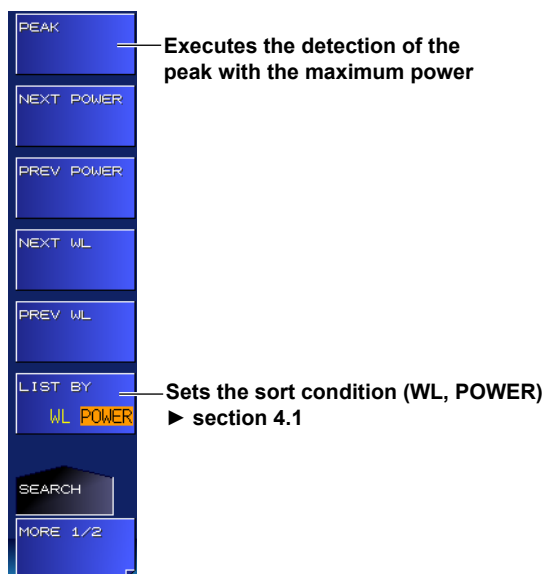 PEAK
Executes the detection of the
peak with the maximum power
NEXT POWER
PREV POWER
NEXT WL
PREV WL
LIST BY
WL POWER
Sets the sort condition (WL, POWER)
► section 4.1
SEARCH
MORE 1/2